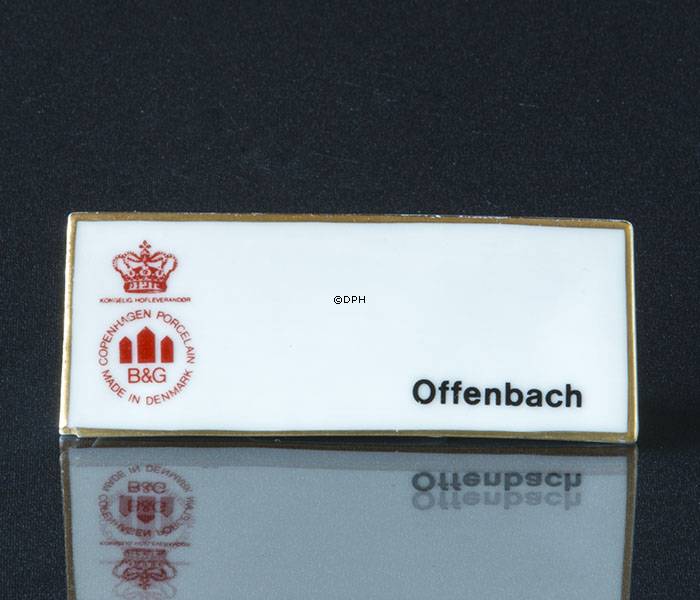 KONGELIG HOFLEVERANDØR
COPENHAGEN PORCELAIN
B&G
MADE IN DENMARK
©DPH
Offenbach